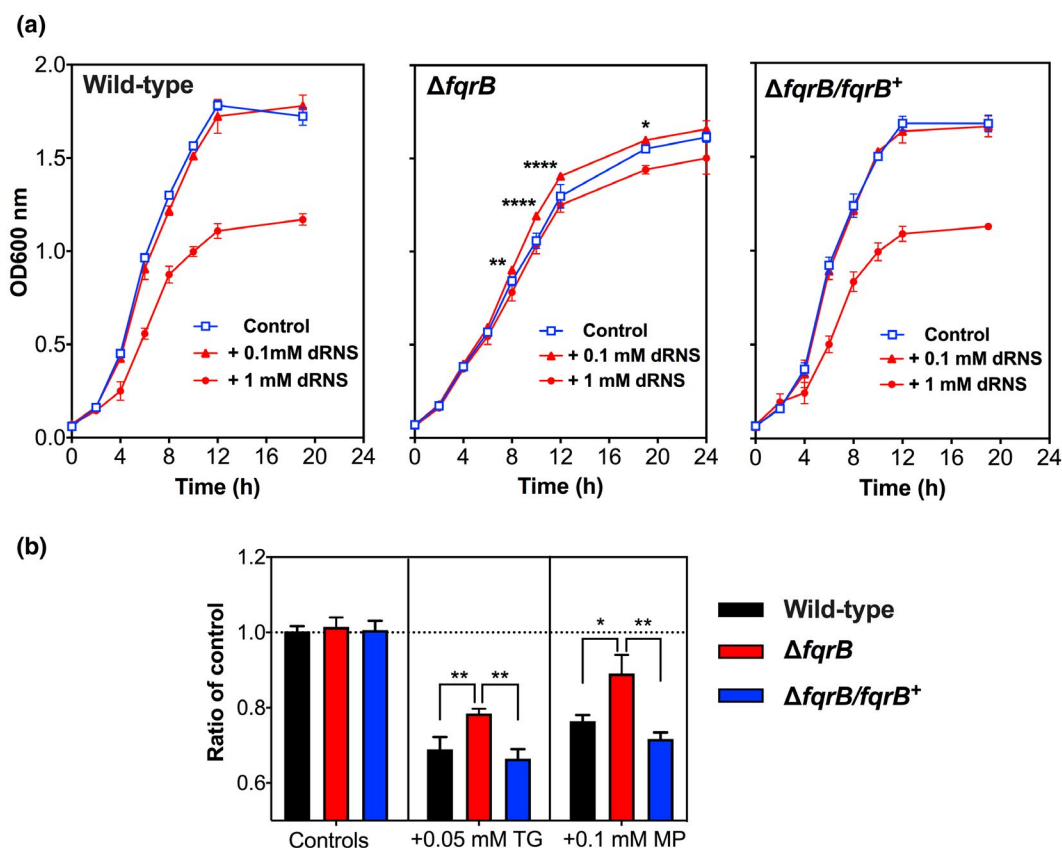 (a)
Wild-type
ΔfqrB
ΔfqrB/fqrB⁺
OD600 nm
2.0
1.5
1.0
0.5
0.0
Control
+ 0.1mM dRNS
+ 1 mM dRNS
0 4 8 12 16 20 24
Time (h)
** **** **** *
Control
+ 0.1 mM dRNS
+ 1 mM dRNS
0 4 8 12 16 20 24
Time (h)
Control
+ 0.1 mM dRNS
+ 1 mM dRNS
0 4 8 12 16 20 24
Time (h)
(b)
Ratio of control
1.2
1.0
0.8
0.6
** **
* **
Controls
+0.05 mM TG
+0.1 mM MP
Wild-type
ΔfqrB
ΔfqrB/fqrB⁺